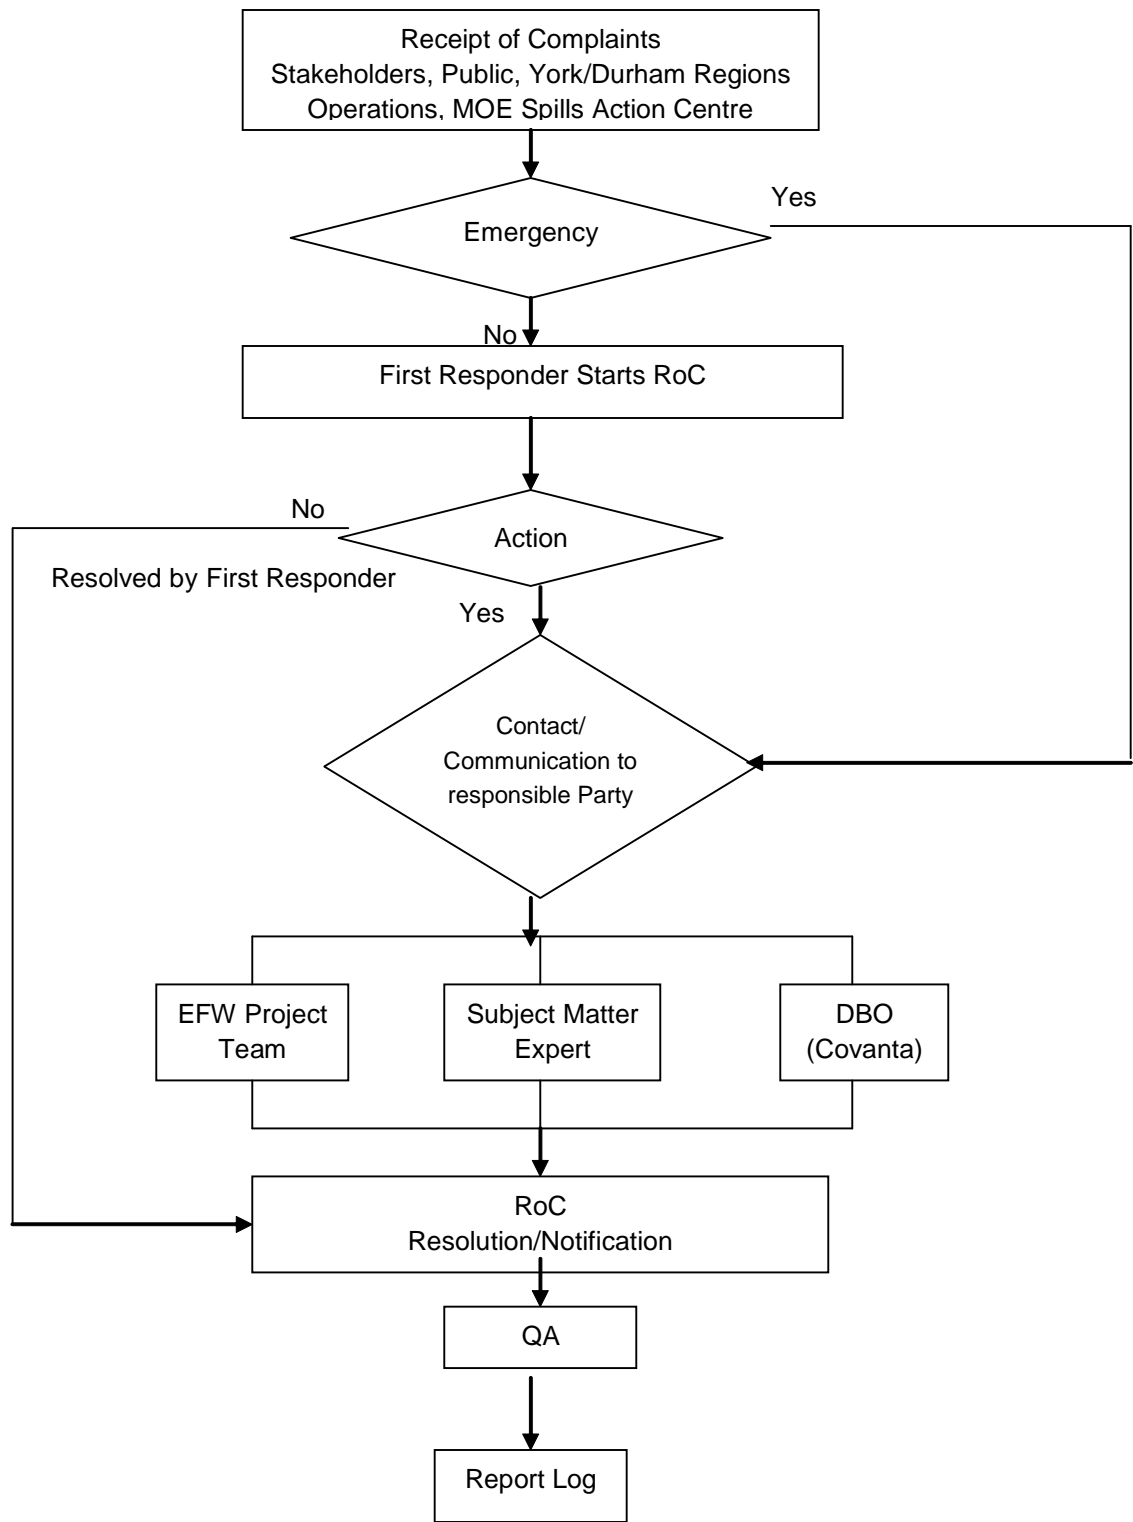 Receipt of Complaints
Stakeholders, Public, York/Durham Regions
Operations, MOE Spills Action Centre
Emergency
Yes
No
First Responder Starts RoC
No
Action
Resolved by First Responder
Yes
Contact/
Communication to
responsible Party
EFW Project
Team
Subject Matter
Expert
DBO
(Covanta)
RoC
Resolution/Notification
QA
Report Log